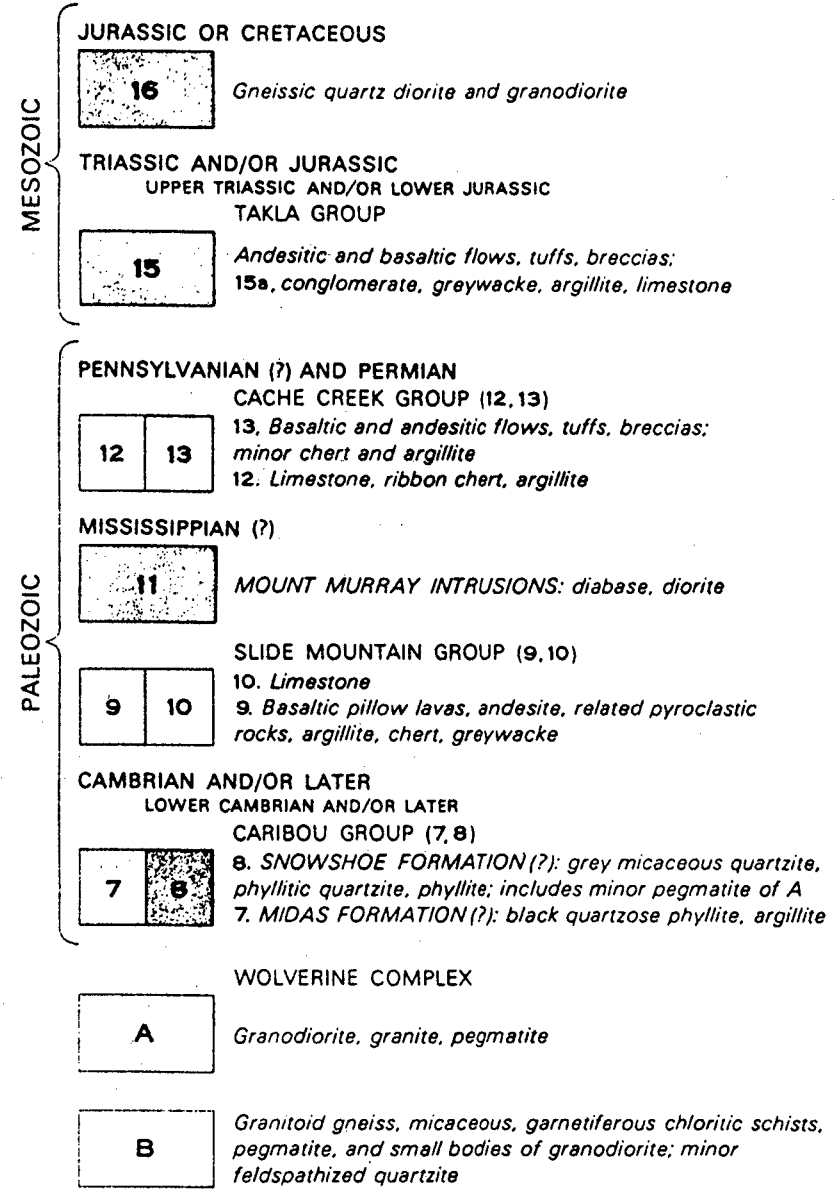 MESOZOIC
JURASSIC OR CRETACEOUS
16
Gneissic quartz diorite and granodiorite
TRIASSIC AND/OR JURASSIC
UPPER TRIASSIC AND/OR LOWER JURASSIC
TAKLA GROUP
15
Andesitic and basaltic flows, tuffs, breccias;
15a, conglomerate, greywacke, argillite, limestone
PALEOZOIC
PENNSYLVANIAN (?) AND PERMIAN
CACHE CREEK GROUP (12,13)
12 13
13, Basaltic and andesitic flows, tuffs, breccias;
minor chert and argillite
12. Limestone, ribbon chert, argillite
MISSISSIPPIAN (?)
11
MOUNT MURRAY INTRUSIONS: diabase, diorite
SLIDE MOUNTAIN GROUP (9,10)
9 10
10. Limestone
9. Basaltic pillow lavas, andesite, related pyroclastic
rocks, argillite, chert, greywacke
CAMBRIAN AND/OR LATER
LOWER CAMBRIAN AND/OR LATER
CARIBOU GROUP (7,8)
7 8
8. SNOWSHOE FORMATION(?): grey micaceous quartzite,
phyllitic quartzite, phyllite; includes minor pegmatite of A
7. MIDAS FORMATION(?): black quartzose phyllite, argillite
WOLVERINE COMPLEX
A
Granodiorite, granite, pegmatite
B
Granitoid gneiss, micaceous, garnetiferous chloritic schists,
pegmatite, and small bodies of granodiorite; minor
feldspathized quartzite